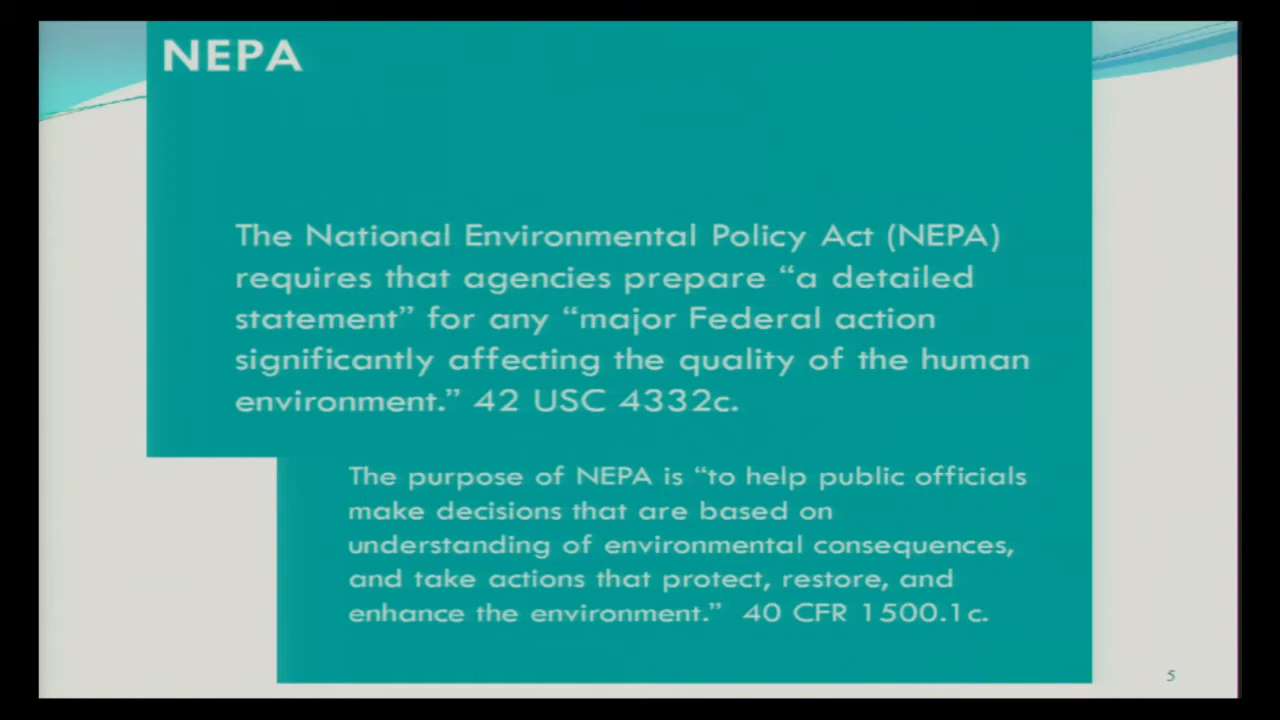 NEPA
The National Environmental Policy Act (NEPA)
requires that agencies prepare “a detailed
statement” for any “major Federal action
significantly affecting the quality of the human
environment.” 42 USC 4332c.
The purpose of NEPA is “to help public officials
make decisions that are based on
understanding of environmental consequences,
and take actions that protect, restore, and
enhance the environment.” 40 CFR 1500.1c.
5